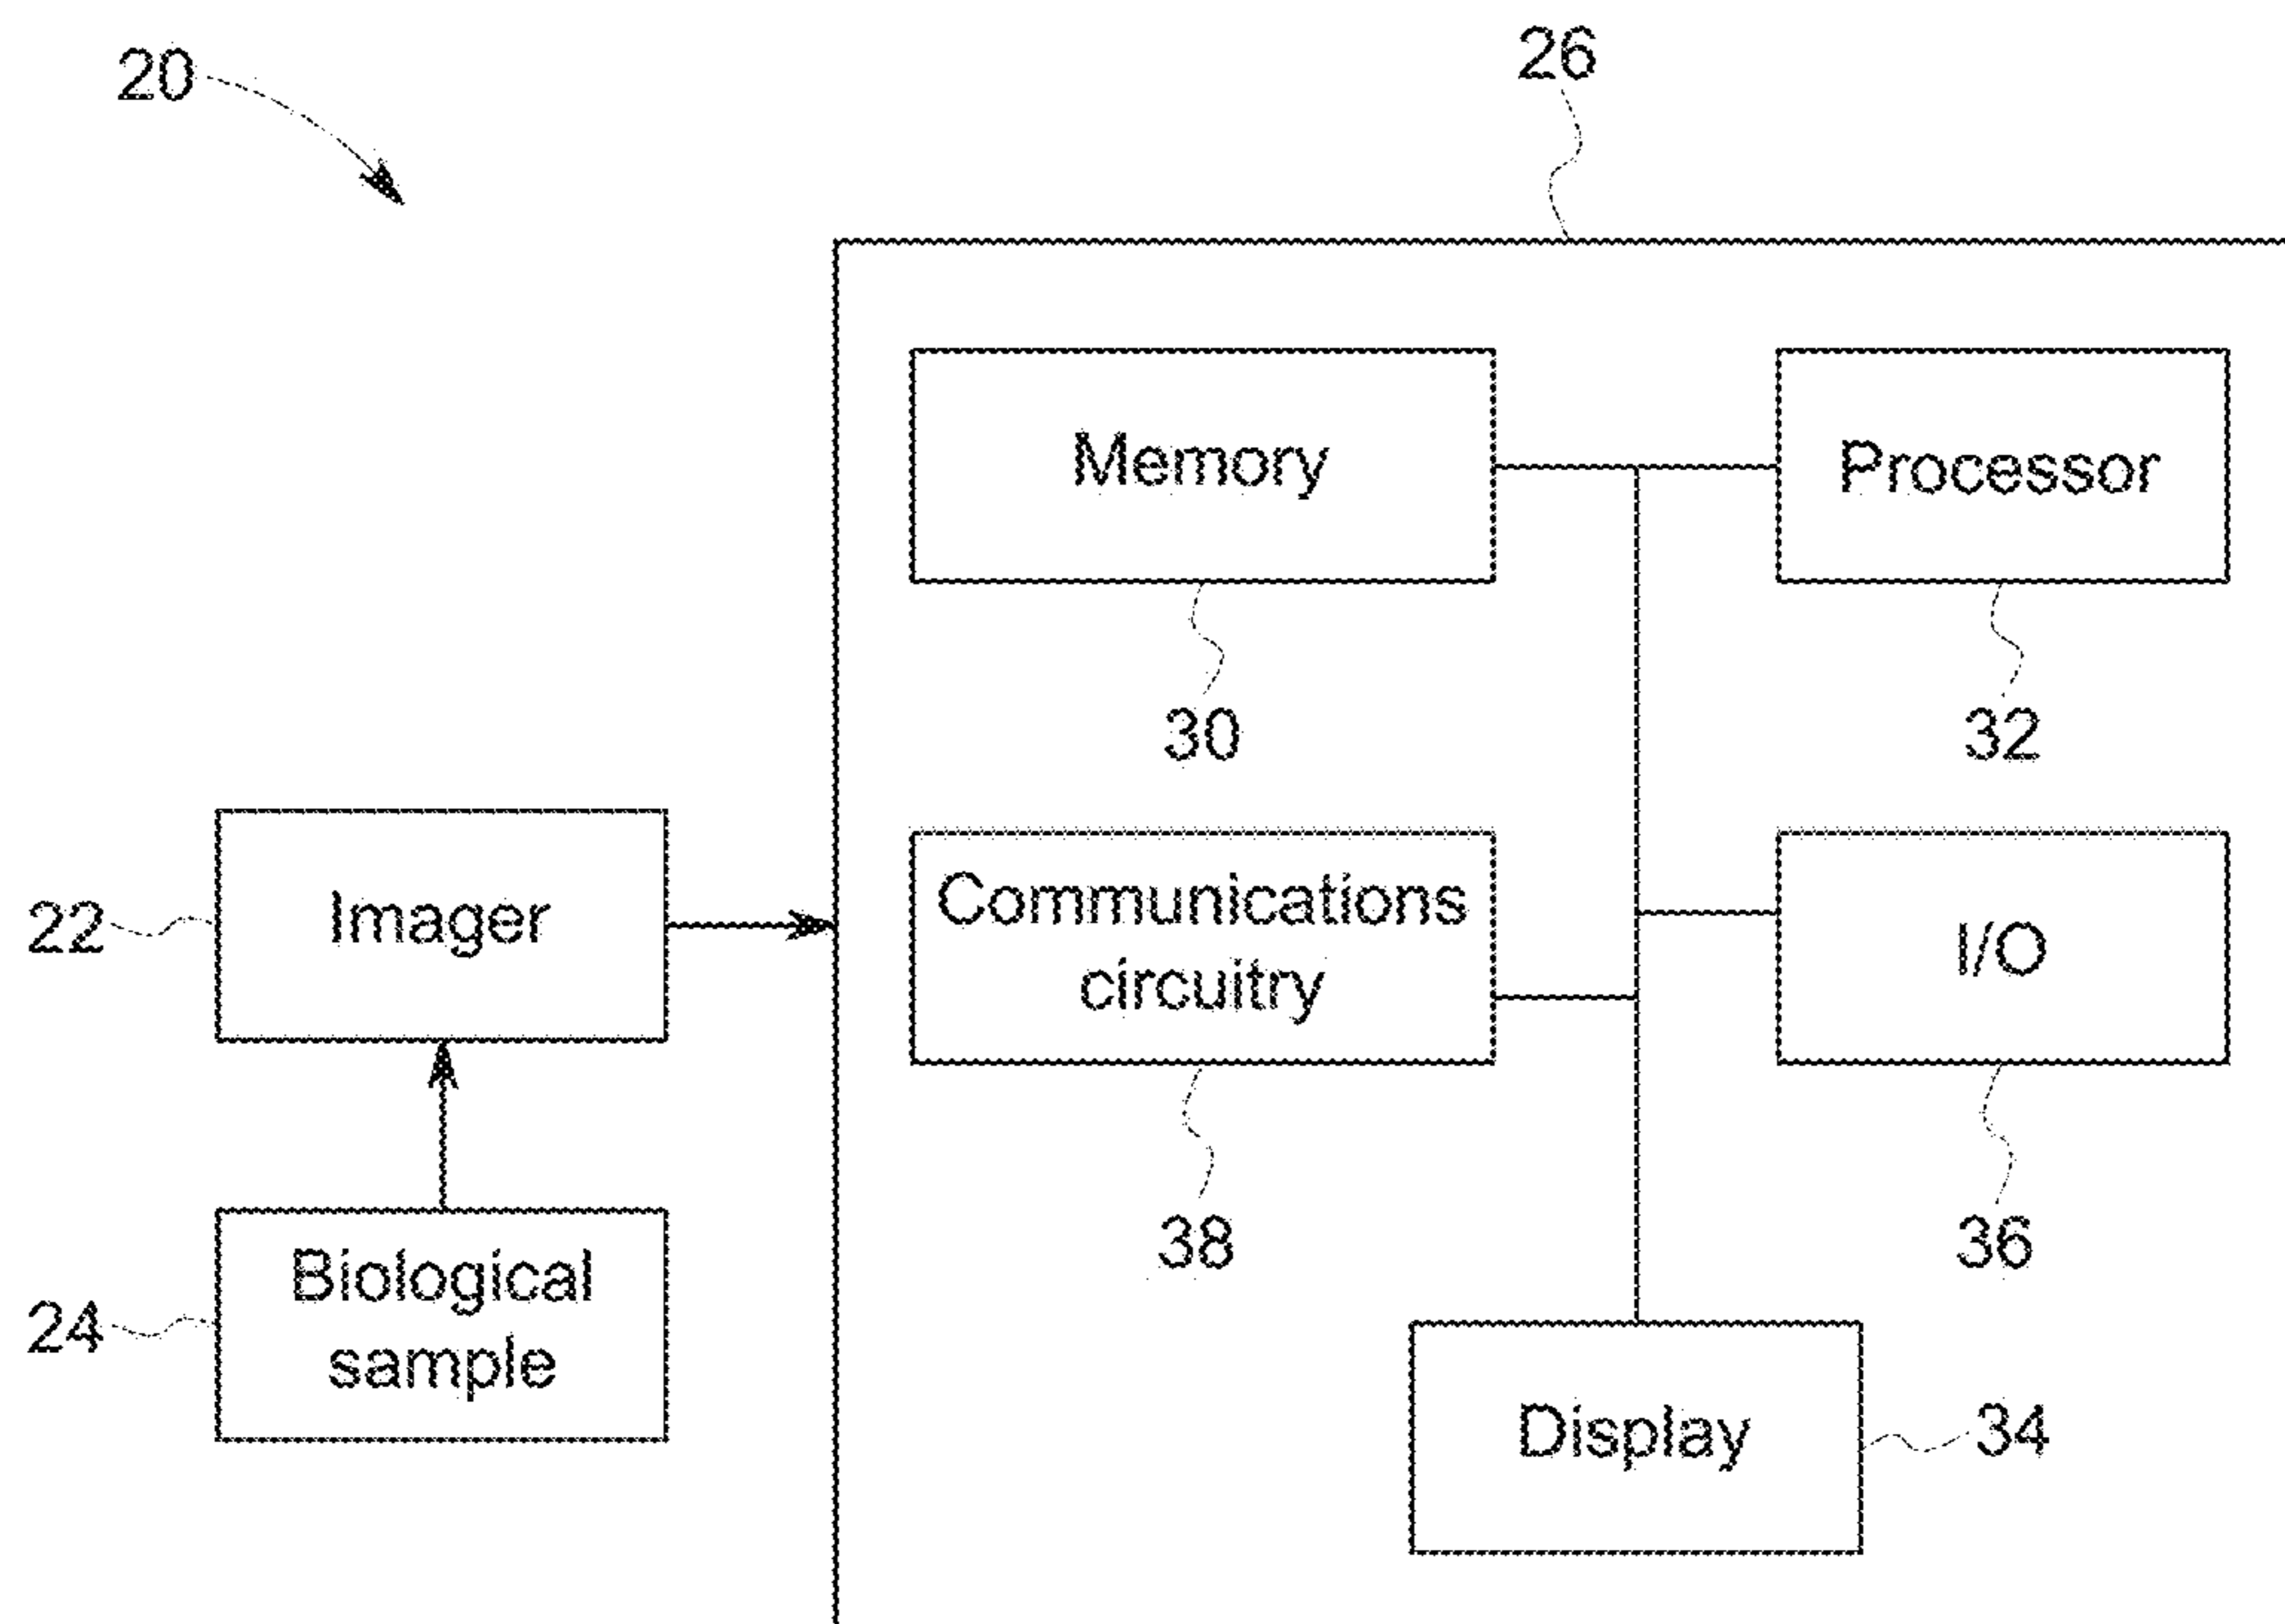 20
26
Memory
Processor
30
32
22
Imager
Communications
circuitry
I/O
38
36
24
Biological
sample
Display
34